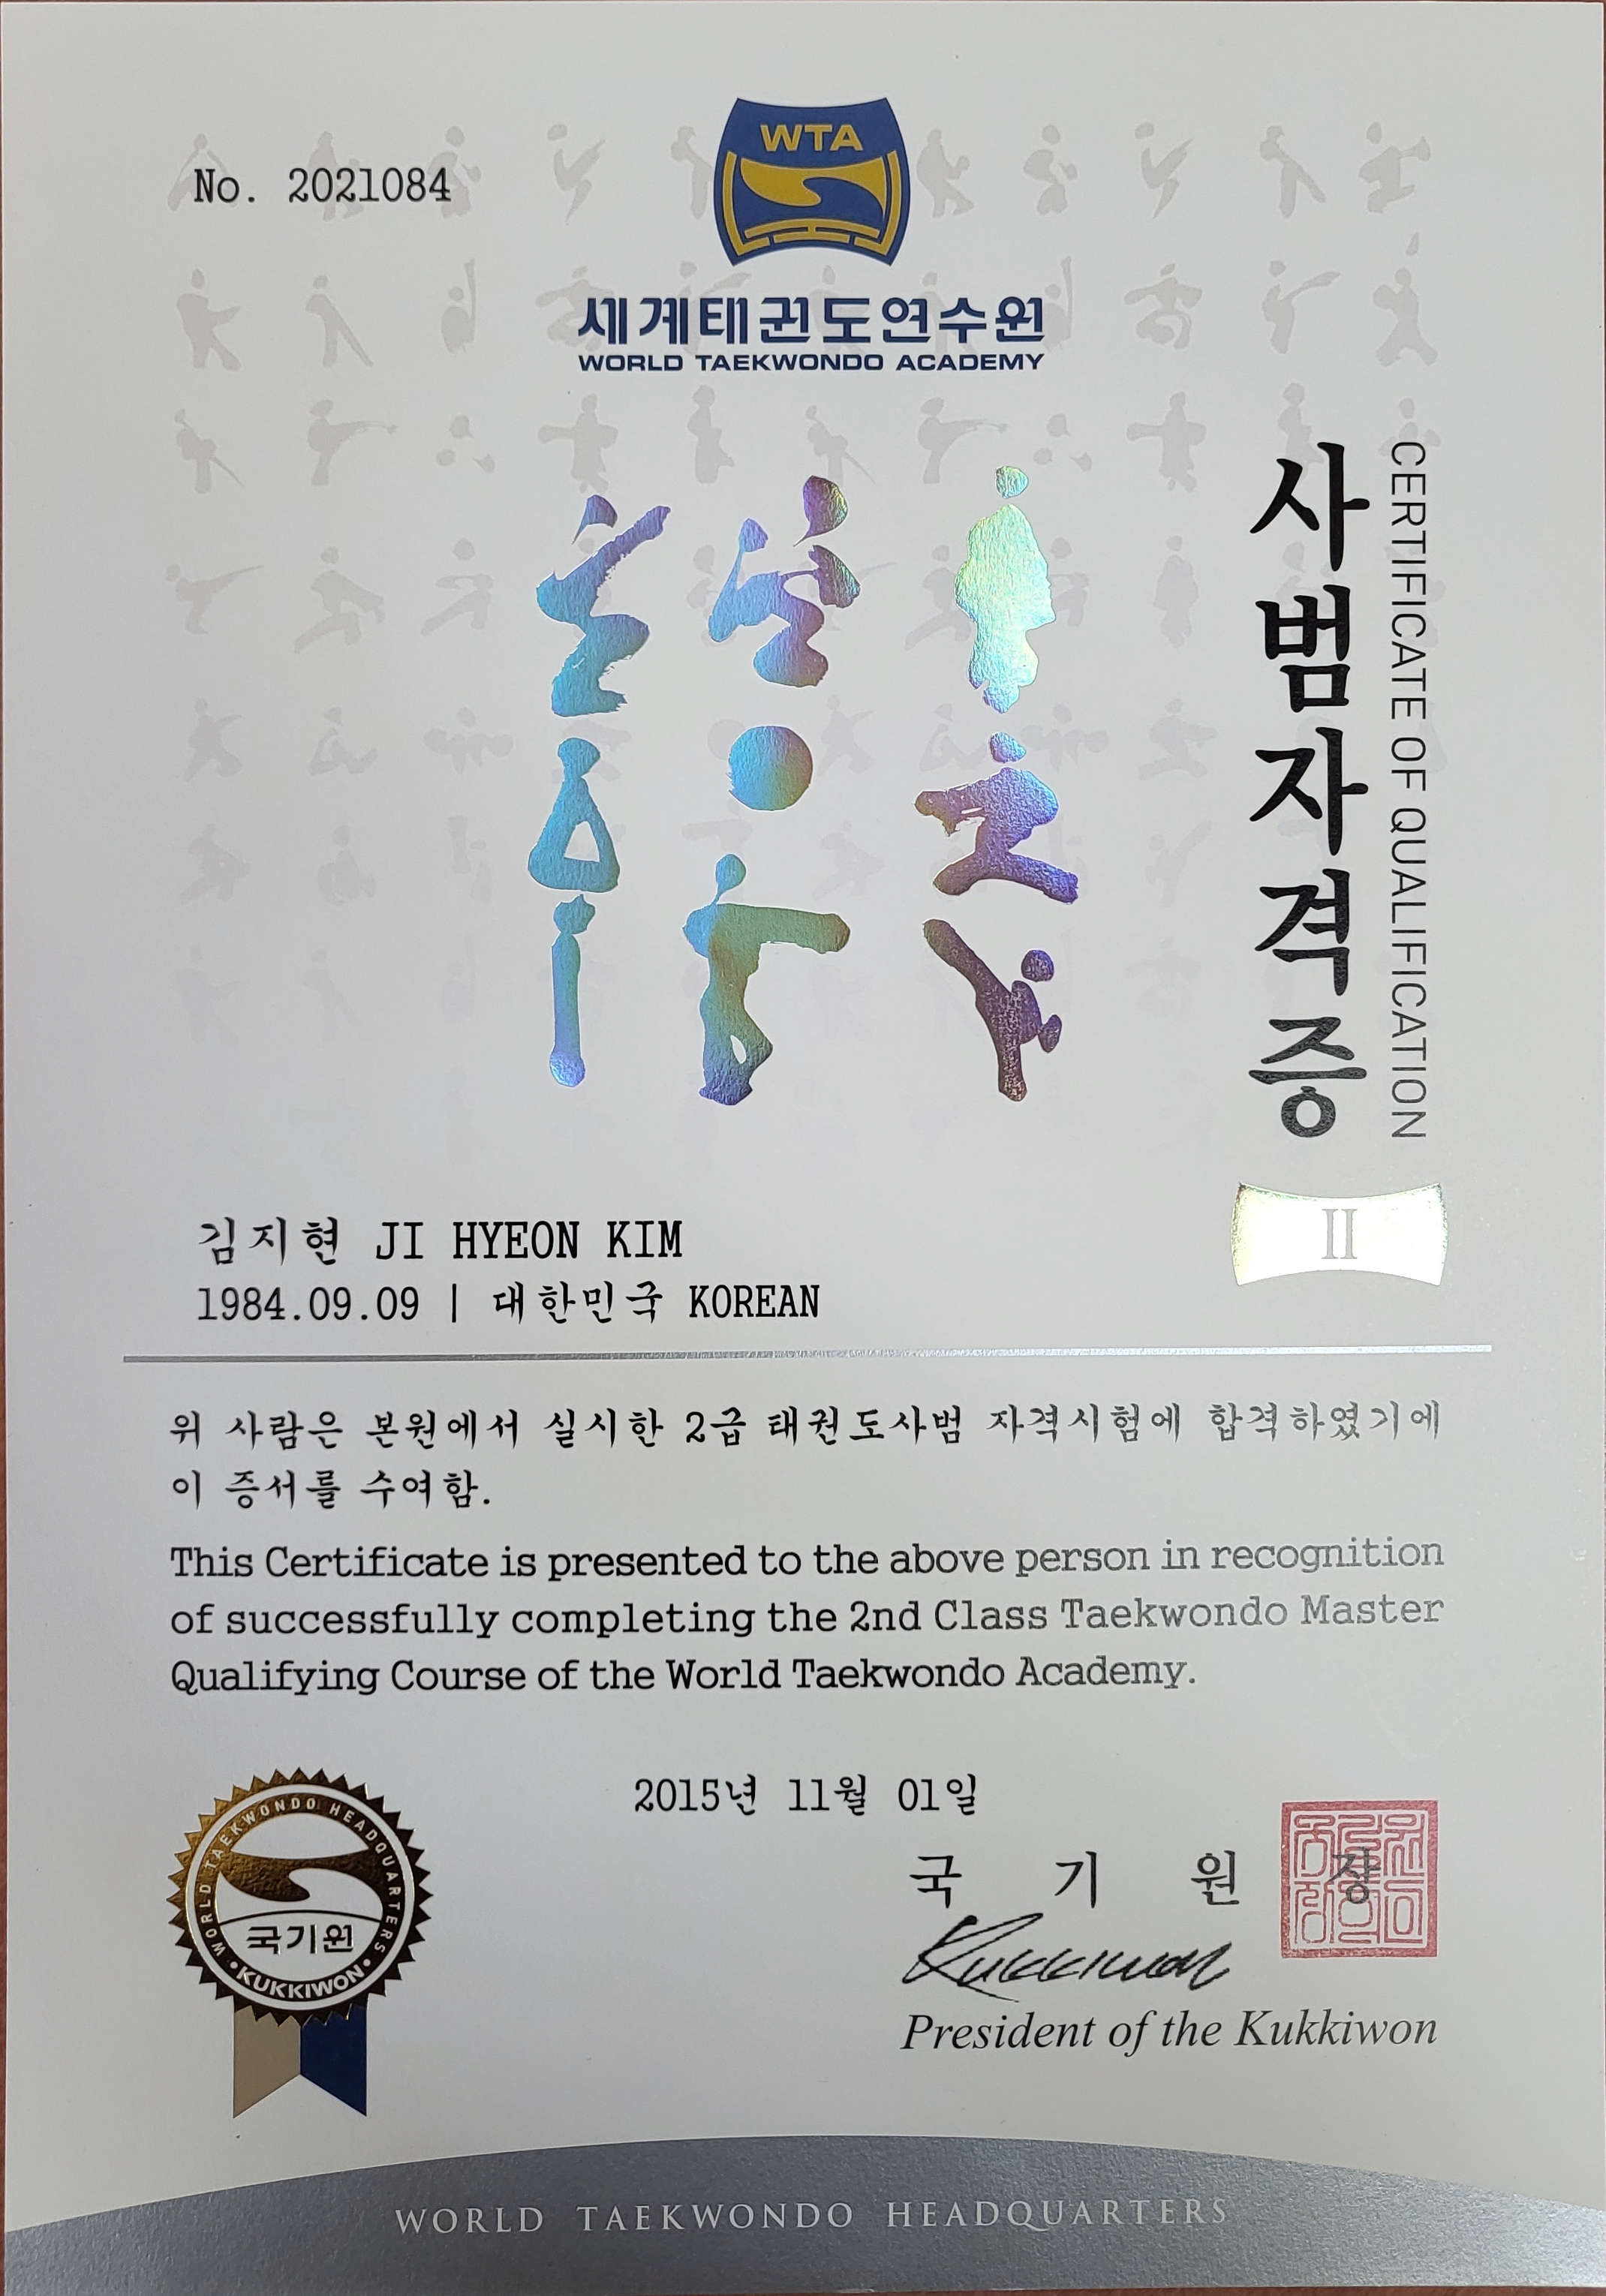 No. 2021084
WTA
세계태권도연수원
WORLD TAEKWONDO ACADEMY
사범자격증
CERTIFICATE OF QUALIFICATION
II
김지현 JI HYEON KIM
1984.09.09 | 대한민국 KOREAN
위 사람은 본원에서 실시한 2급 태권도사범 자격시험에 합격하였기에
이 증서를 수여함.
This Certificate is presented to the above person in recognition
of successfully completing the 2nd Class Taekwondo Master
Qualifying Course of the World Taekwondo Academy.
2015년 11월 01일
국 기 원 장
Kukkiwon
President of the Kukkiwon
WORLD TAEKWONDO HEADQUARTERS
국기원
KUKKIWON
WORLD TAEKWONDO HEADQUARTERS